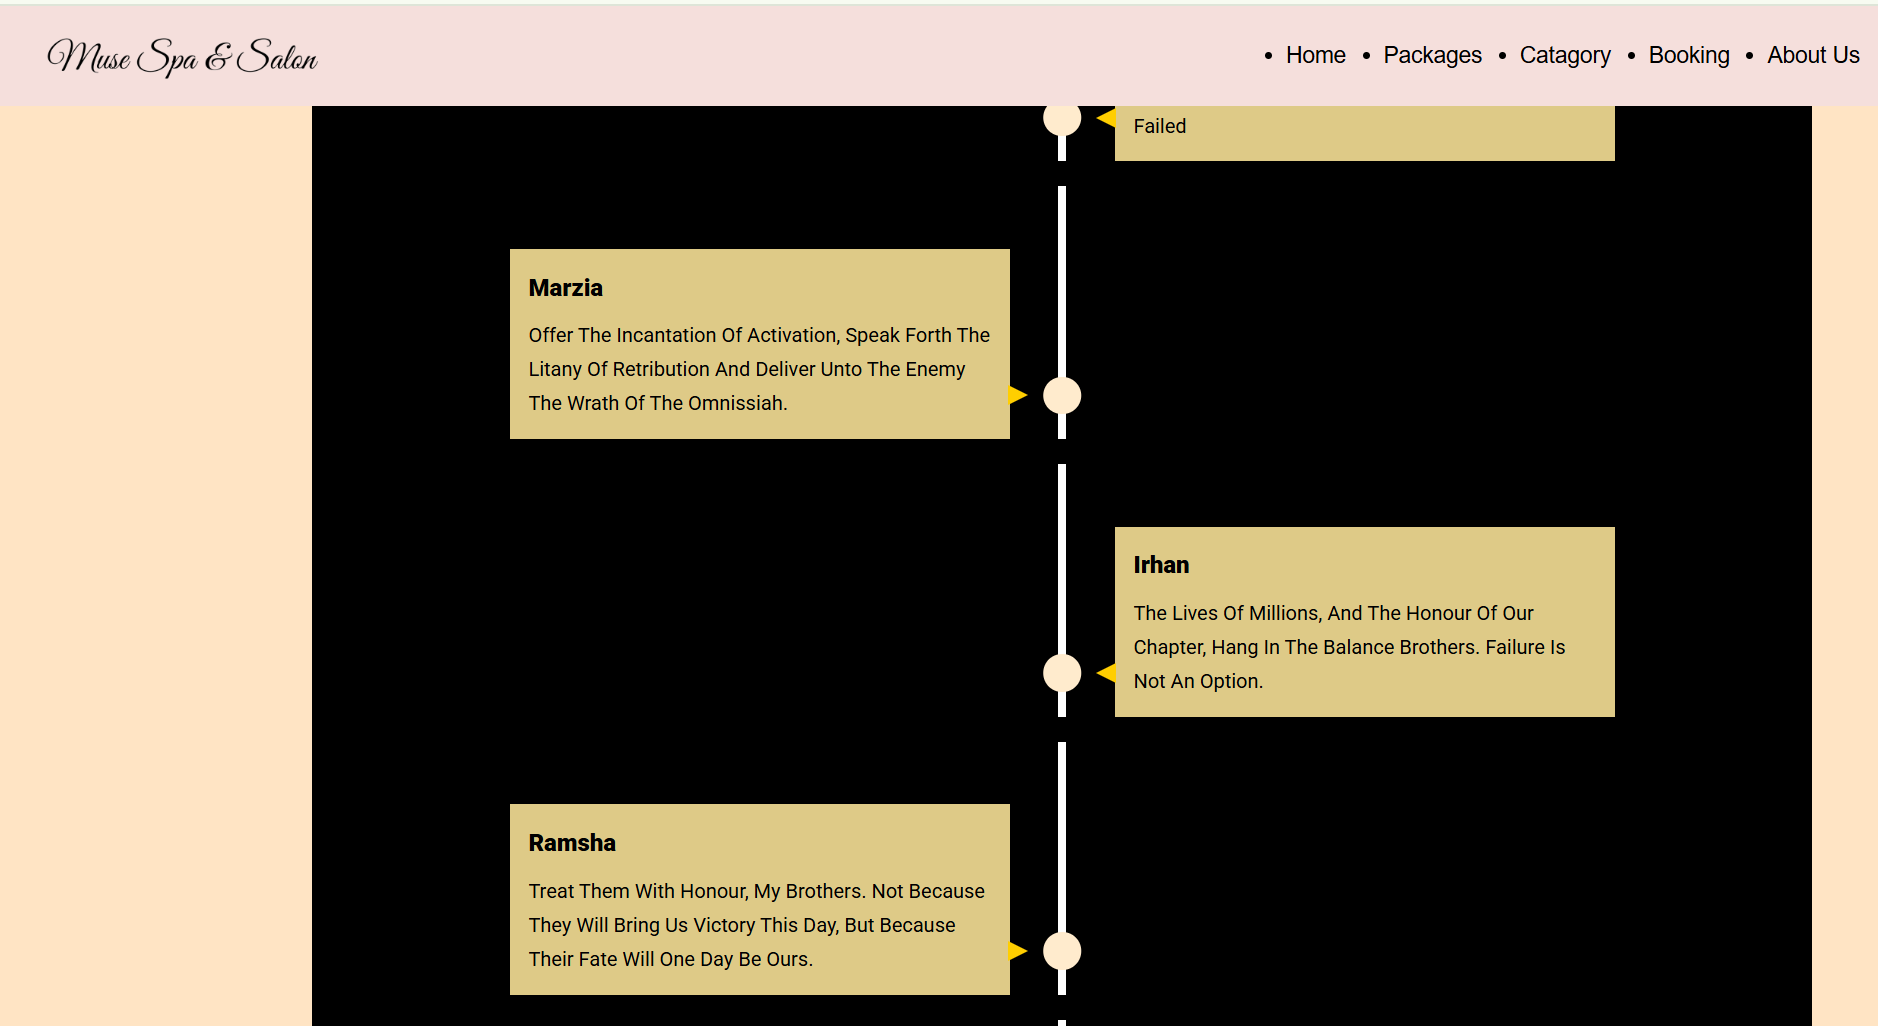 Muse Spa & Salon
Home
Packages
Catagory
Booking
About Us
Failed
Marzia
Offer The Incantation Of Activation, Speak Forth The
Litany Of Retribution And Deliver Unto The Enemy
The Wrath Of The Omnissiah.
Irhan
The Lives Of Millions, And The Honour Of Our
Chapter, Hang In The Balance Brothers. Failure Is
Not An Option.
Ramsha
Treat Them With Honour, My Brothers. Not Because
They Will Bring Us Victory This Day, But Because
Their Fate Will One Day Be Ours.